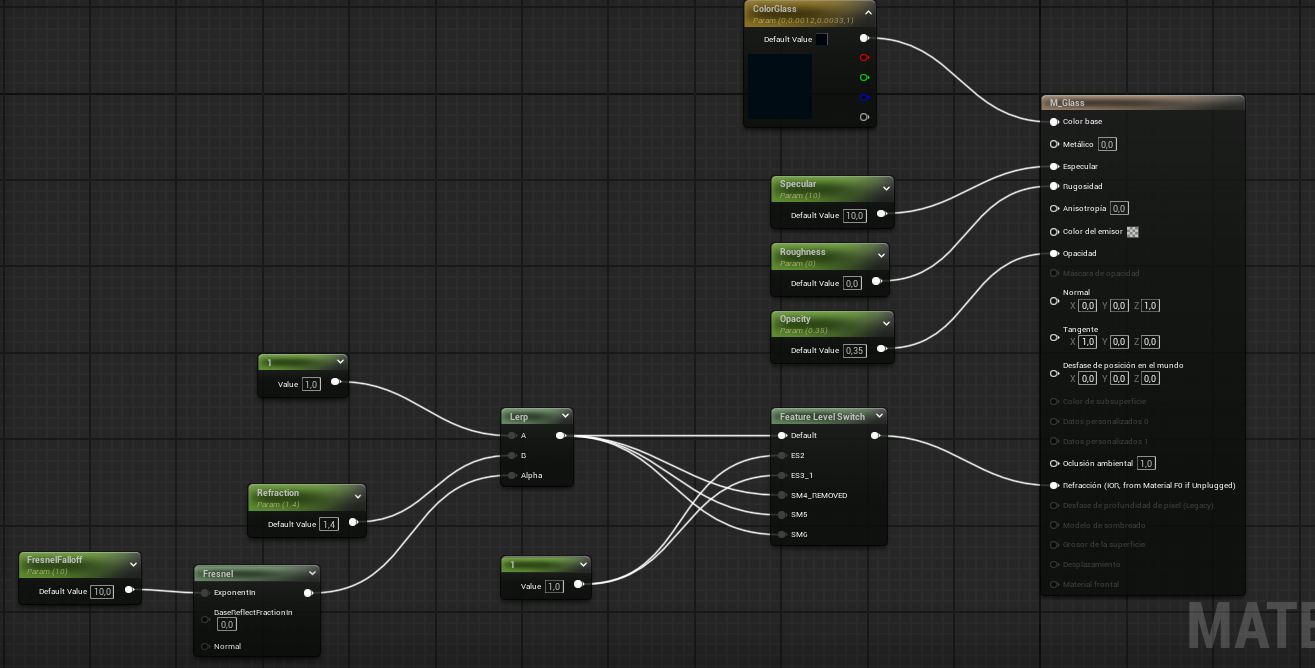 ColorGlass
Param (0,0.0012,0.0033,1)
Default Value
M_Glass
Color base
Metálico 0,0
Especular
Rugosidad
Anisotropía 0,0
Color del emisor
Opacidad
Máscara de opacidad
Normal
X 0,0 Y 0,0 Z 1,0
Tangente
X 1,0 Y 0,0 Z 0,0
Desfase de posición en el mundo
X 0,0 Y 0,0 Z 0,0
Color de subsuperficie
Datos personalizados 0
Datos personalizados 1
Oclusión ambiental 1,0
Refracción (IOR, from Material F0 if Unplugged)
Desfase de profundidad de píxel (Legacy)
Modelo de sombreado
Grosor de la superficie
Desplazamiento
Material frontal
Specular
Param (10)
Default Value 10,0
Roughness
Param (0)
Default Value 0,0
Opacity
Param (0.35)
Default Value 0,35
1
Value 1,0
Lerp
A
B
Alpha
Feature Level Switch
Default
ES2
ES3_1
SM4_REMOVED
SM5
SM6
Refraction
Param (1.4)
Default Value 1,4
FresnelFalloff
Param (10)
Default Value 10,0
Fresnel
ExponentIn
BaseReflectFractionIn
0,0
Normal
1
Value 1,0
MATE